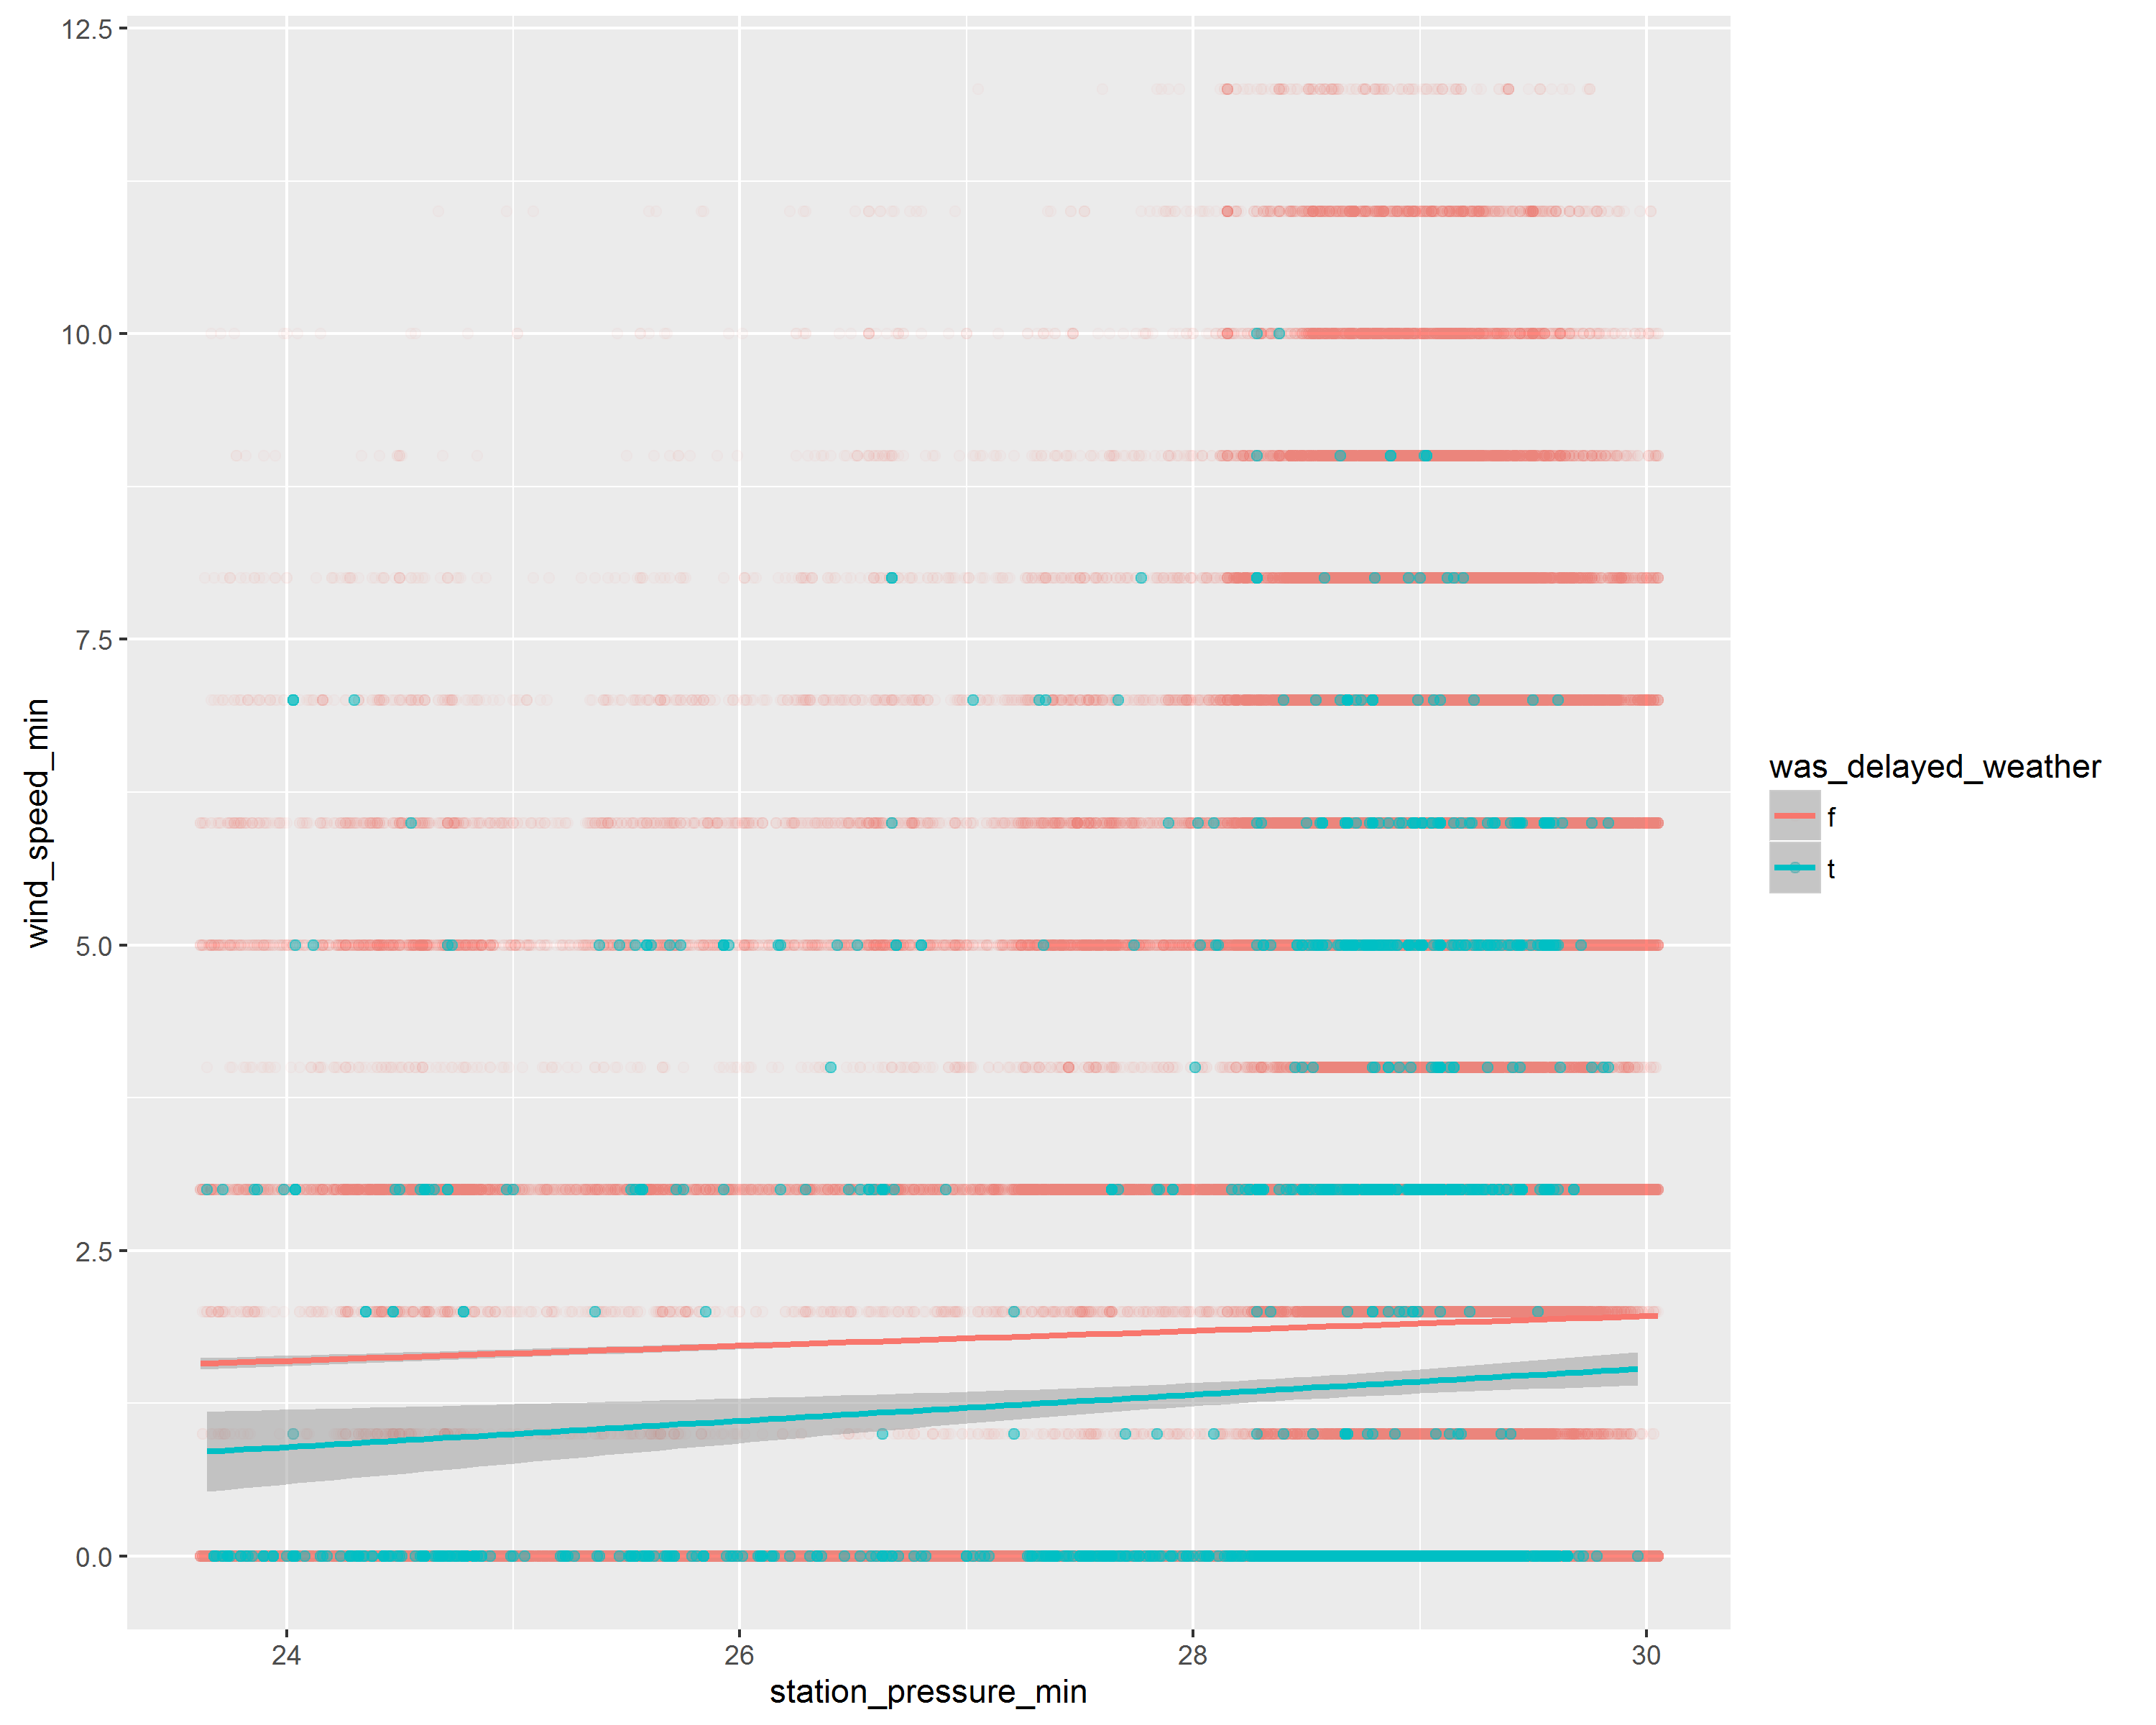 12.5
10.0
7.5
5.0
2.5
0.0
wind_speed_min
24 26 28 30
station_pressure_min
was_delayed_weather
f
t